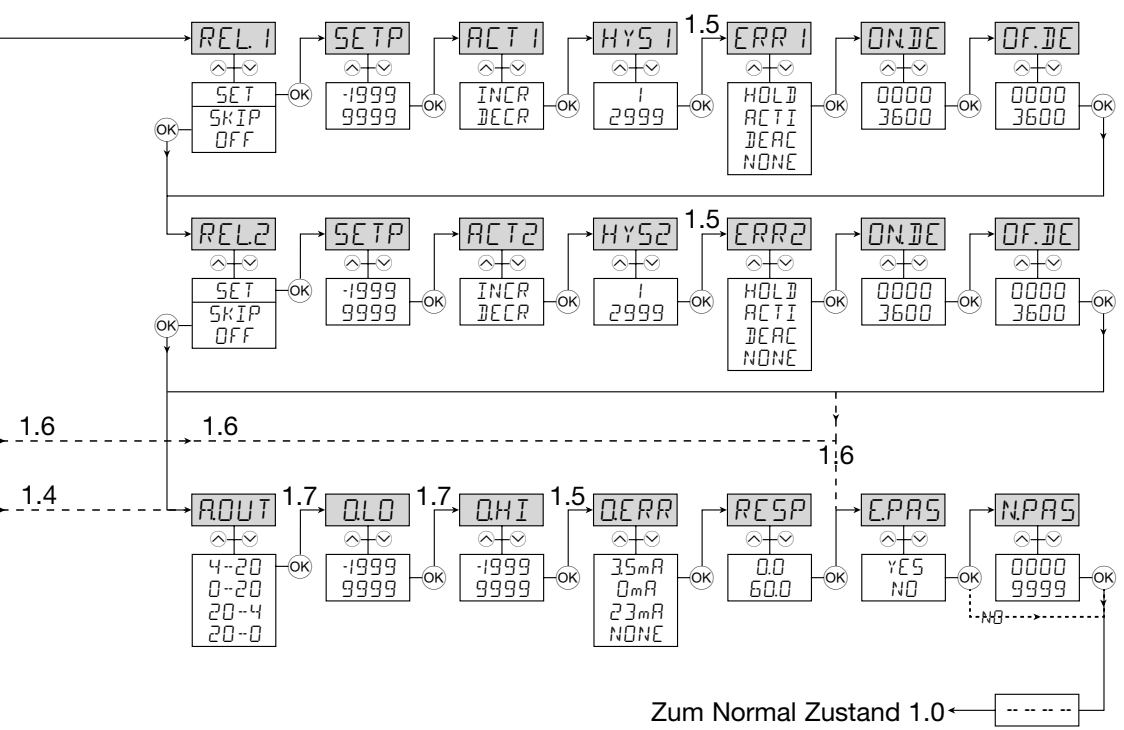 REL.1 SETP ACT1 HYS1 1.5 ERR1 ON.DE OF.DE
SET OK -1999 INCR 1 HOLD 0000 0000
SKIP 9999 OK DECR OK 2999 OK ACTI OK 3600 OK 3600 OK
OK OFF DEAC
NONE
REL.2 SETP ACT2 HYS2 1.5 ERR2 ON.DE OF.DE
SET OK -1999 INCR 1 HOLD 0000 0000
SKIP 9999 OK DECR OK 2999 OK ACTI OK 3600 OK 3600 OK
OK OFF DEAC
NONE
1.6 1.6
1.6
1.4 A.OUT 1.7 O.LO 1.7 O.HI 1.5 O.ERR RESP E.PAS N.PAS
4--20 OK -1999 -1999 3.5mA 0.0 YES 0000
0--20 9999 OK 9999 OK 0mA OK 60.0 OK NO OK 9999 OK
20--4 23mA NO
20--0 NONE
Zum Normal Zustand 1.0 -- -- -- --